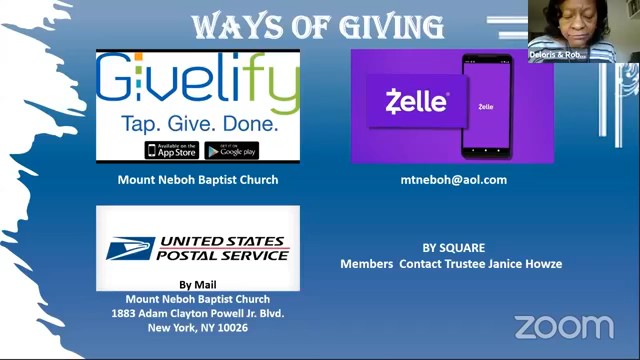 WAYS OF GIVING
Deloris & Rob...
Givelify
Tap. Give. Done.
Available on the
App Store
GET IT ON
Google play
Zelle
Zelle
Mount Neboh Baptist Church
mtneboh@aol.com
UNITED STATES
POSTAL SERVICE
By Mail
Mount Neboh Baptist Church
1883 Adam Clayton Powell Jr. Blvd.
New York, NY 10026
BY SQUARE
Members Contact Trustee Janice Howze
zoom